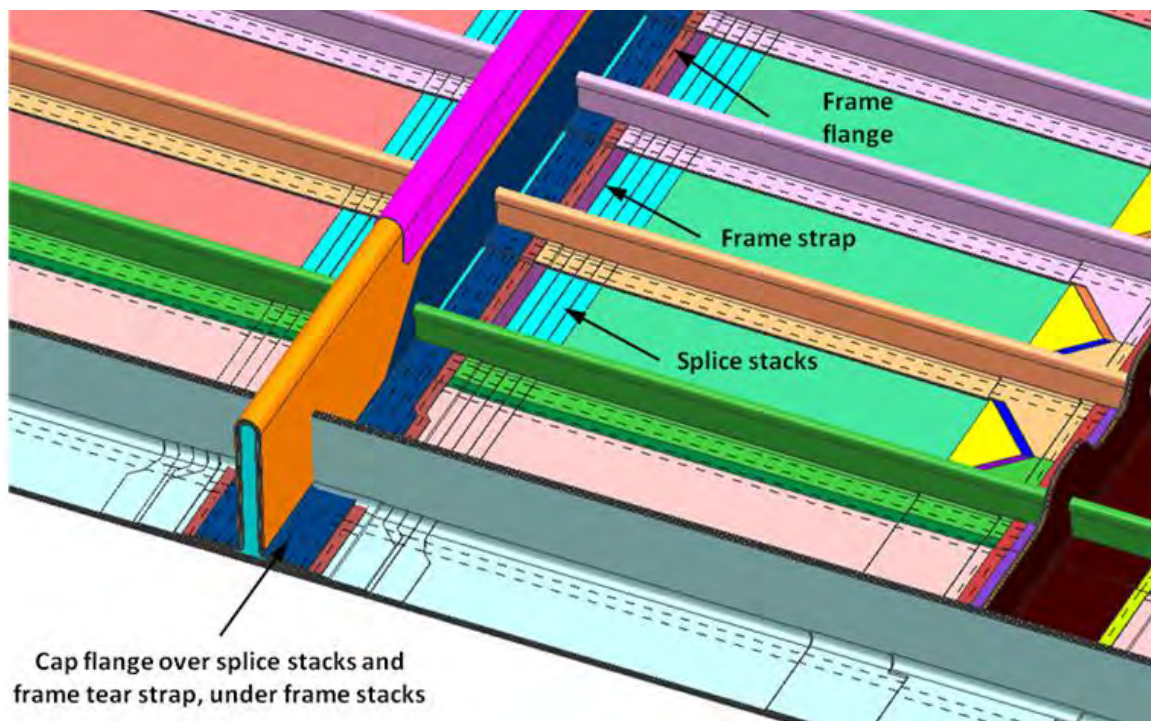 Frame
flange
Frame strap
Splice stacks
Cap flange over splice stacks and
frame tear strap, under frame stacks